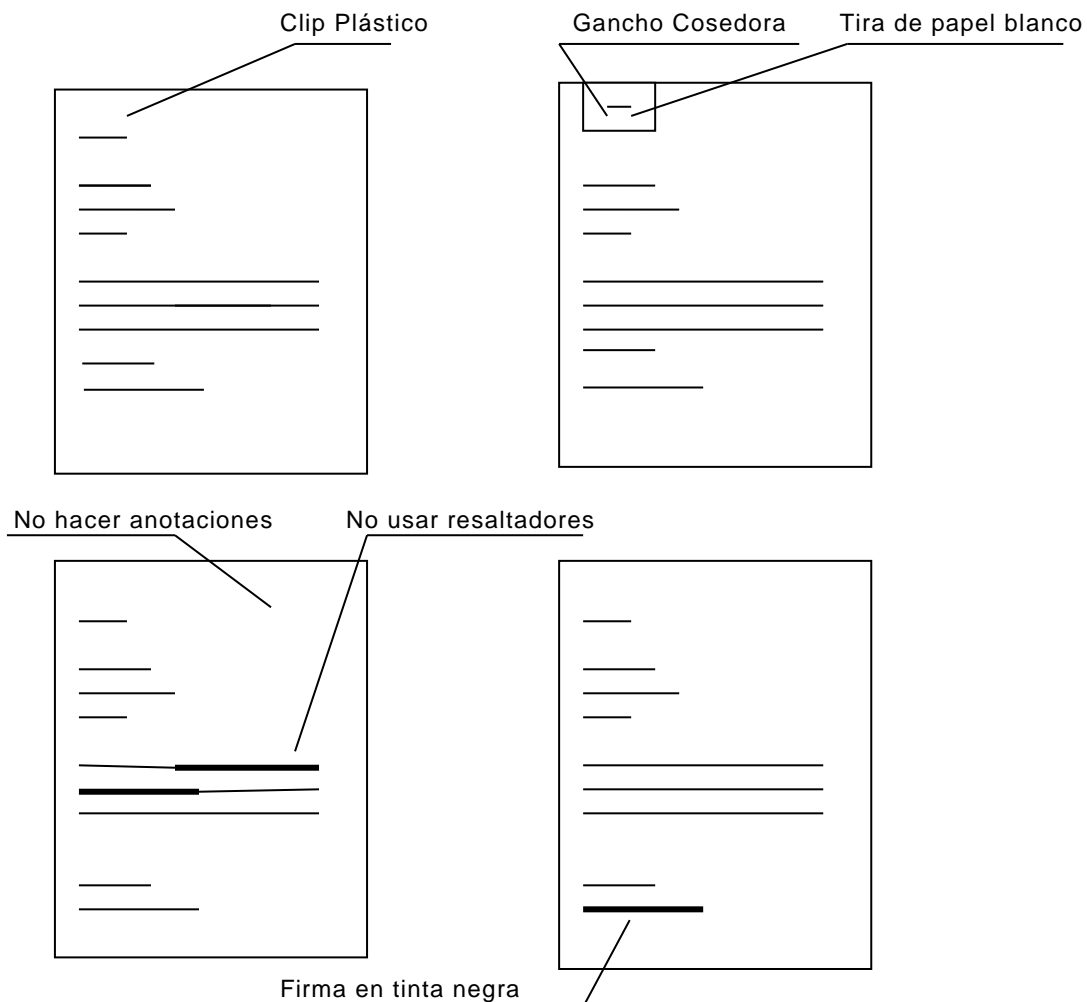 Clip Plástico
Gancho Cosedora
Tira de papel blanco
No hacer anotaciones
No usar resaltadores
Firma en tinta negra